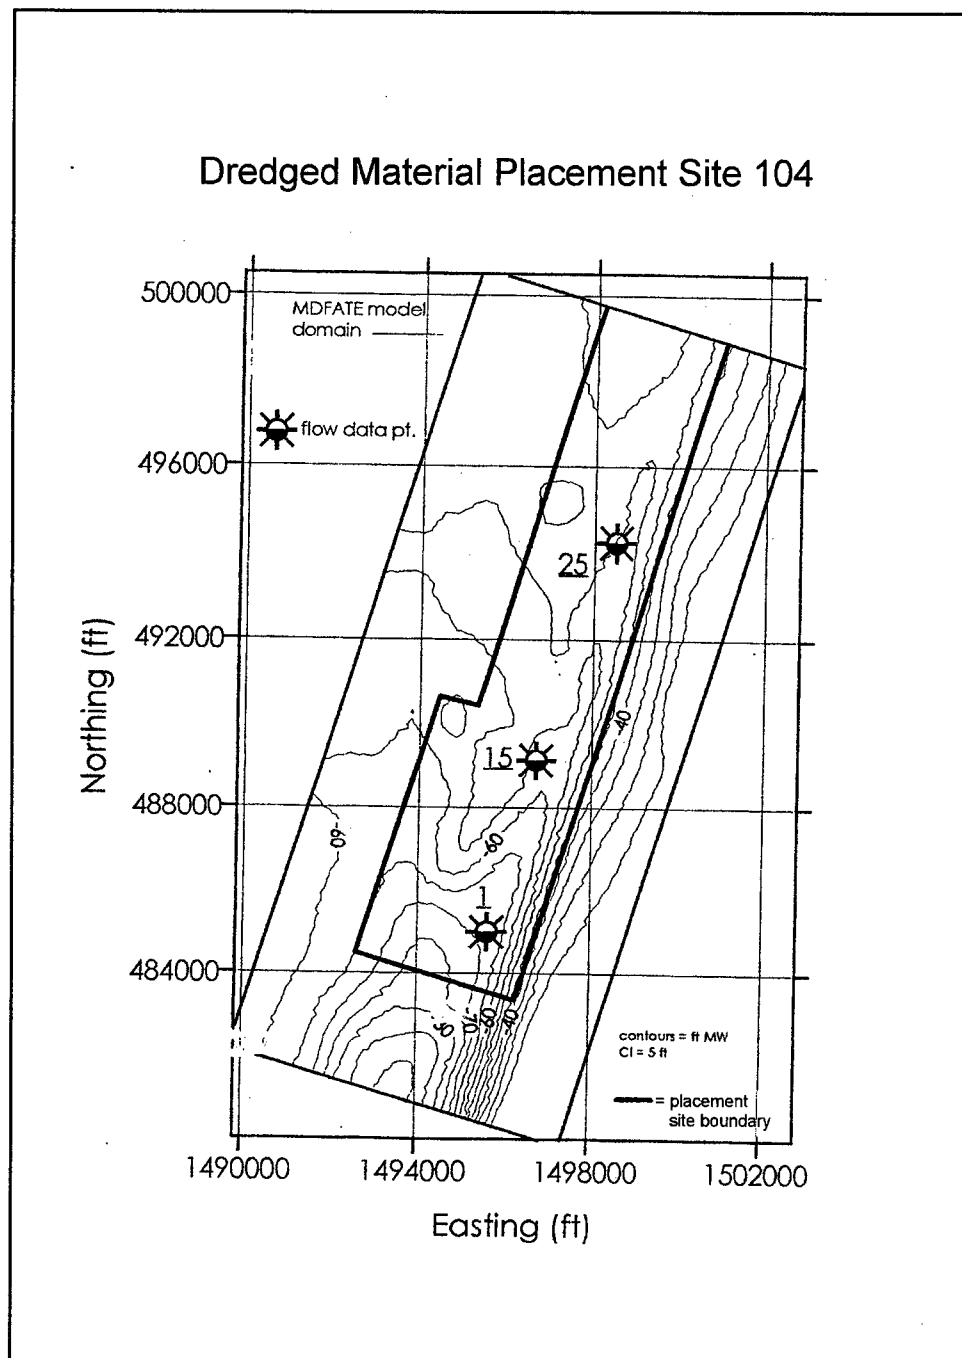 Dredged Material Placement Site 104
500000
MDFATE model
domain
flow data pt.
496000
25
492000
Northing (ft)
-40
15
488000
-60
-60
1
484000
-70
-60
-40
contours = ft MW
CI = 5 ft
= placement
site boundary
1490000
1494000
1498000
1502000
Easting (ft)